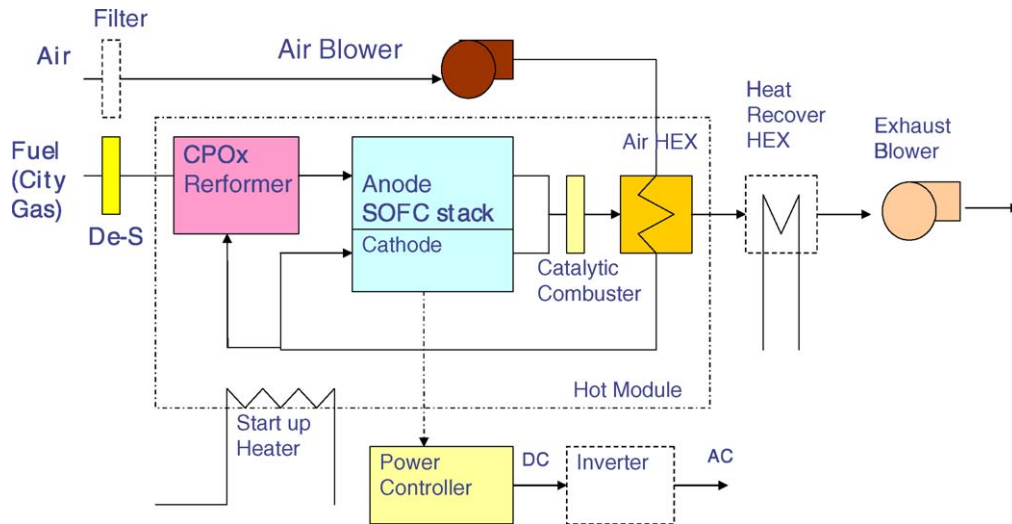 Filter
Air
Air Blower
Fuel
(City
Gas)
De-S
CPOx
Rerformer
Anode
SOFC stack
Cathode
Catalytic
Combuster
Air HEX
Heat
Recover
HEX
Exhaust
Blower
Hot Module
Start up
Heater
Power
Controller
DC
Inverter
AC